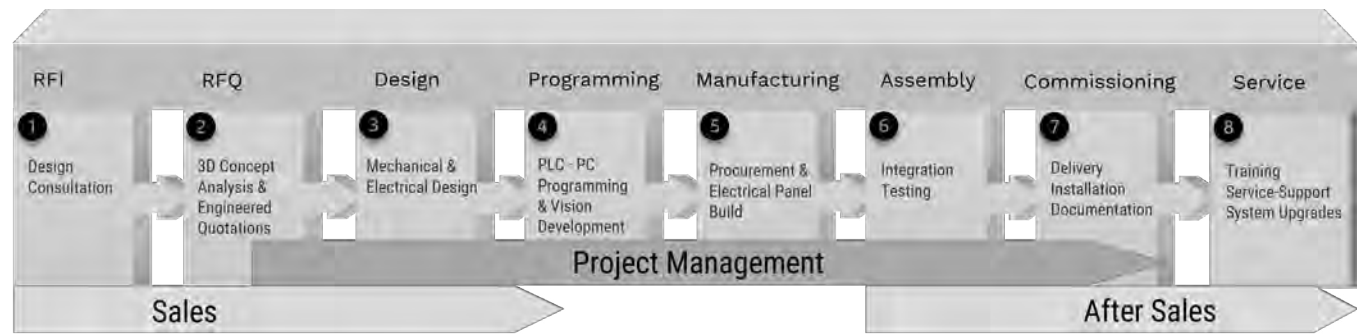 RFI
RFQ
Design
Programming
Manufacturing
Assembly
Commissioning
Service
1
Design
Consultation
2
3D Concept
Analysis &
Engineered
Quotations
3
Mechanical &
Electrical Design
4
PLC - PC
Programming
& Vision
Development
5
Procurement &
Electrical Panel
Build
6
Integration
Testing
7
Delivery
Installation
Documentation
8
Training
Service-Support
System Upgrades
Project Management
Sales
After Sales